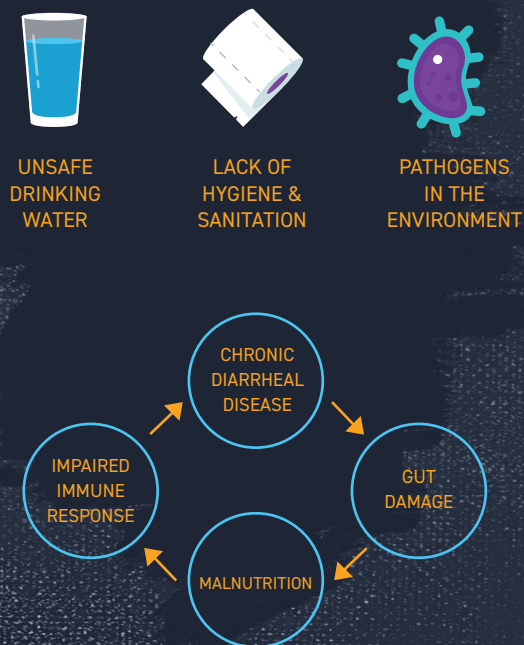 UNSAFE
DRINKING
WATER
LACK OF
HYGIENE &
SANITATION
PATHOGENS
IN THE
ENVIRONMENT
CHRONIC
DIARRHEAL
DISEASE
IMPAIRED
IMMUNE
RESPONSE
GUT
DAMAGE
MALNUTRITION